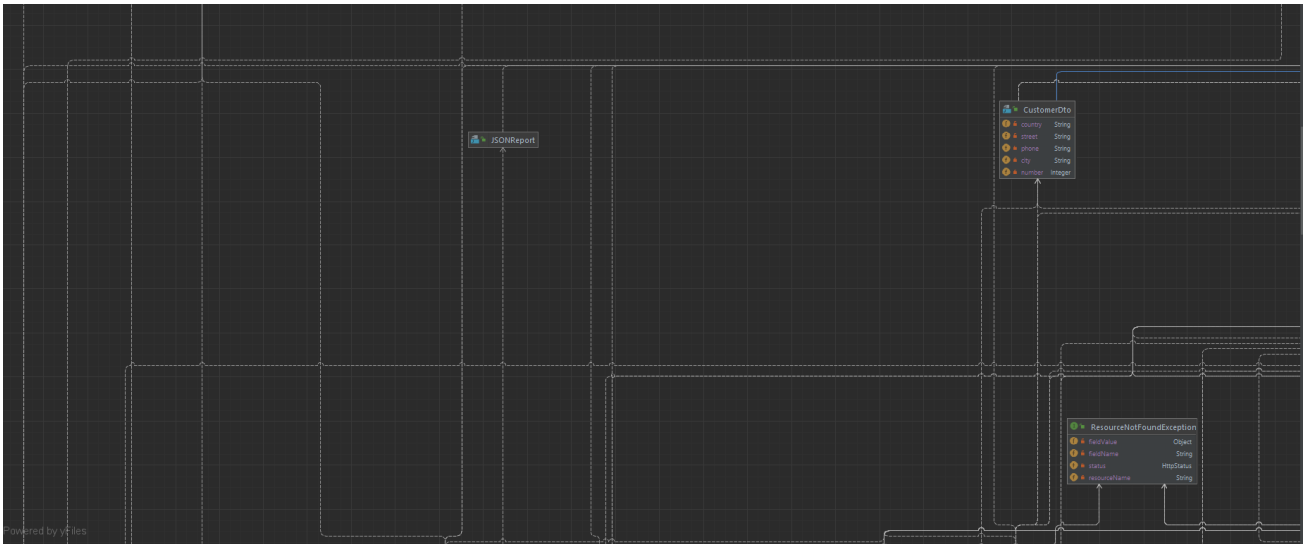 CustomerDto
country String
street String
phone String
city String
number Integer
JSONReport
ResourceNotFoundException
fieldValue Object
fieldName String
status HttpStatus
resourceName String
Powered by yFiles